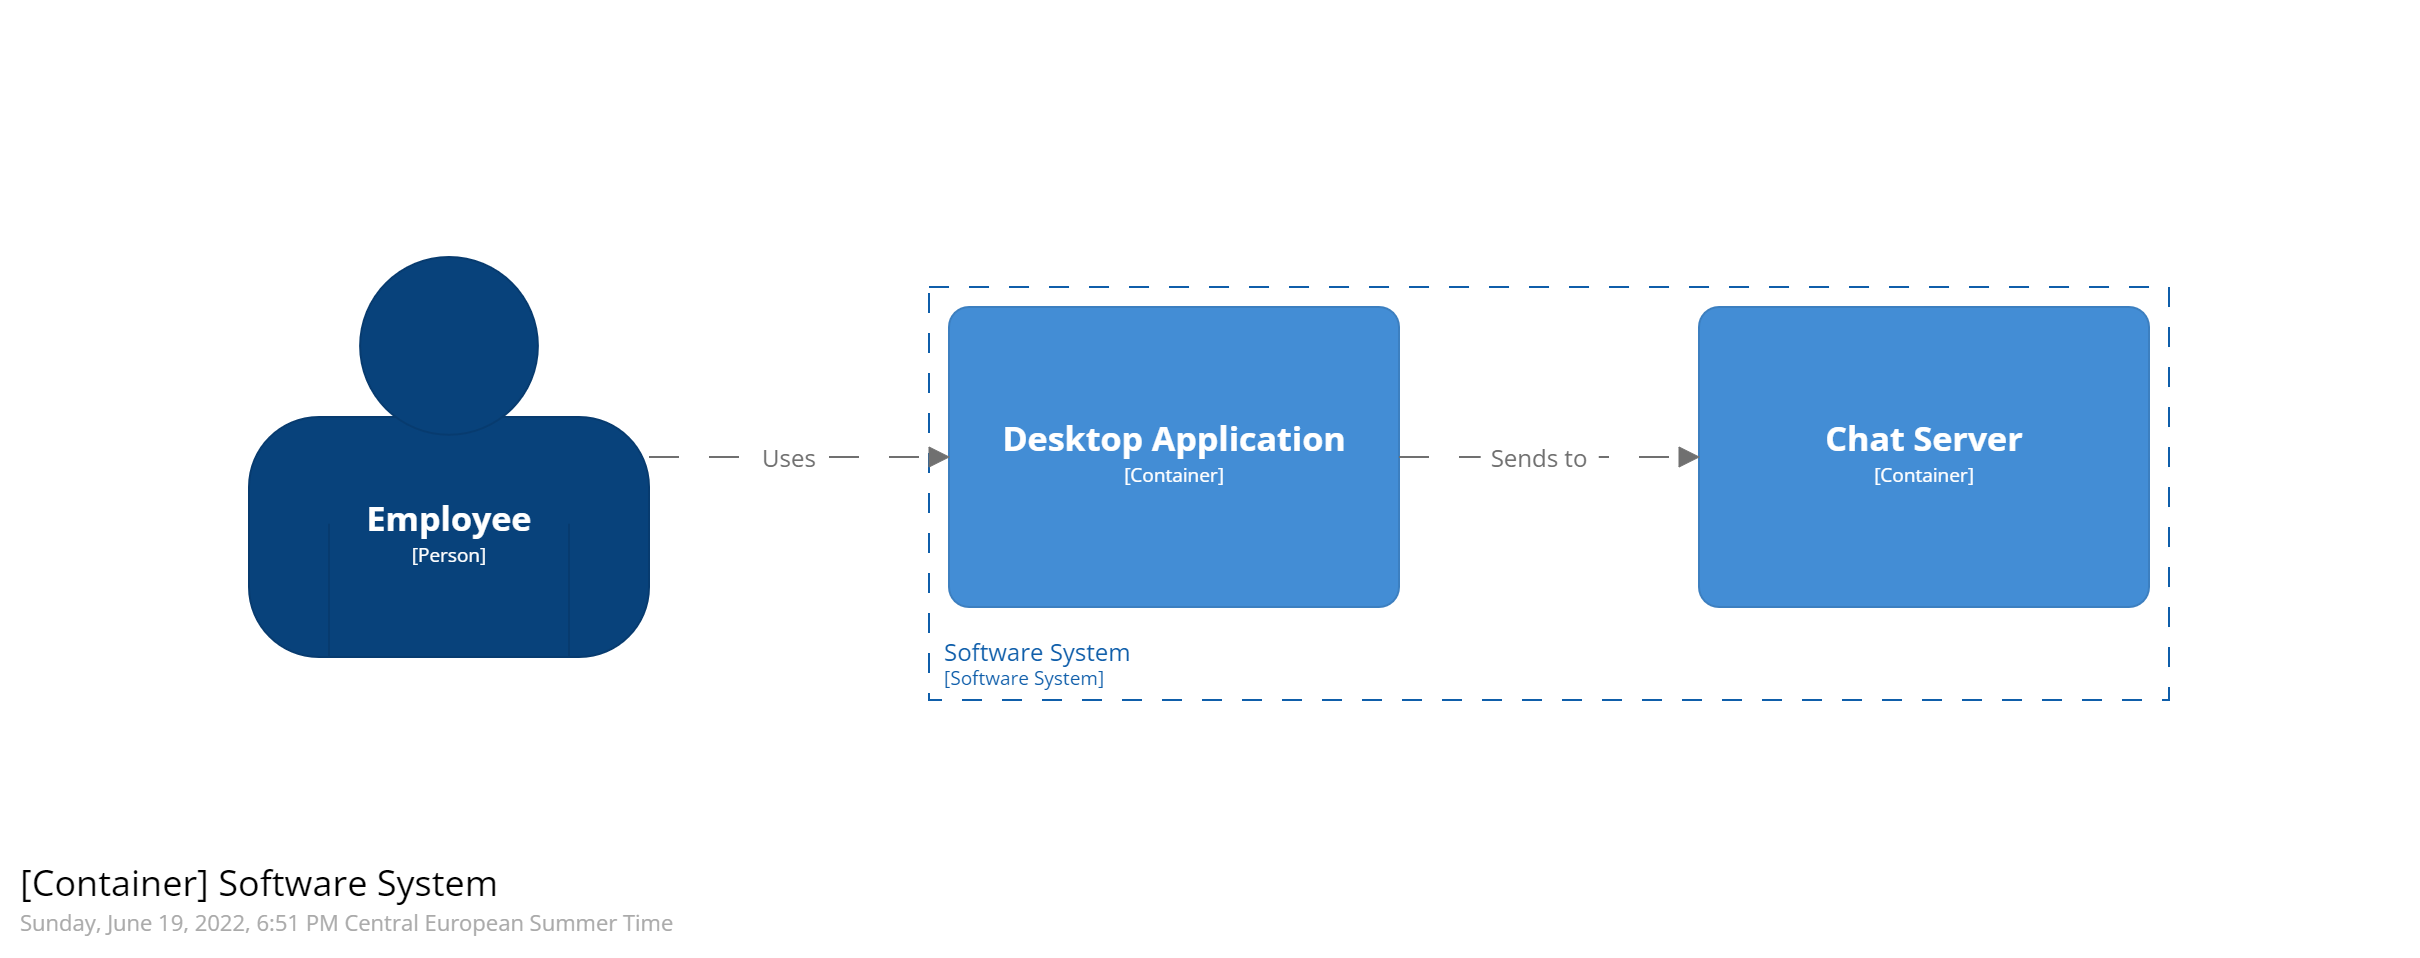 Employee
[Person]
Uses
Desktop Application
[Container]
Sends to
Chat Server
[Container]
Software System
[Software System]
[Container] Software System
Sunday, June 19, 2022, 6:51 PM Central European Summer Time